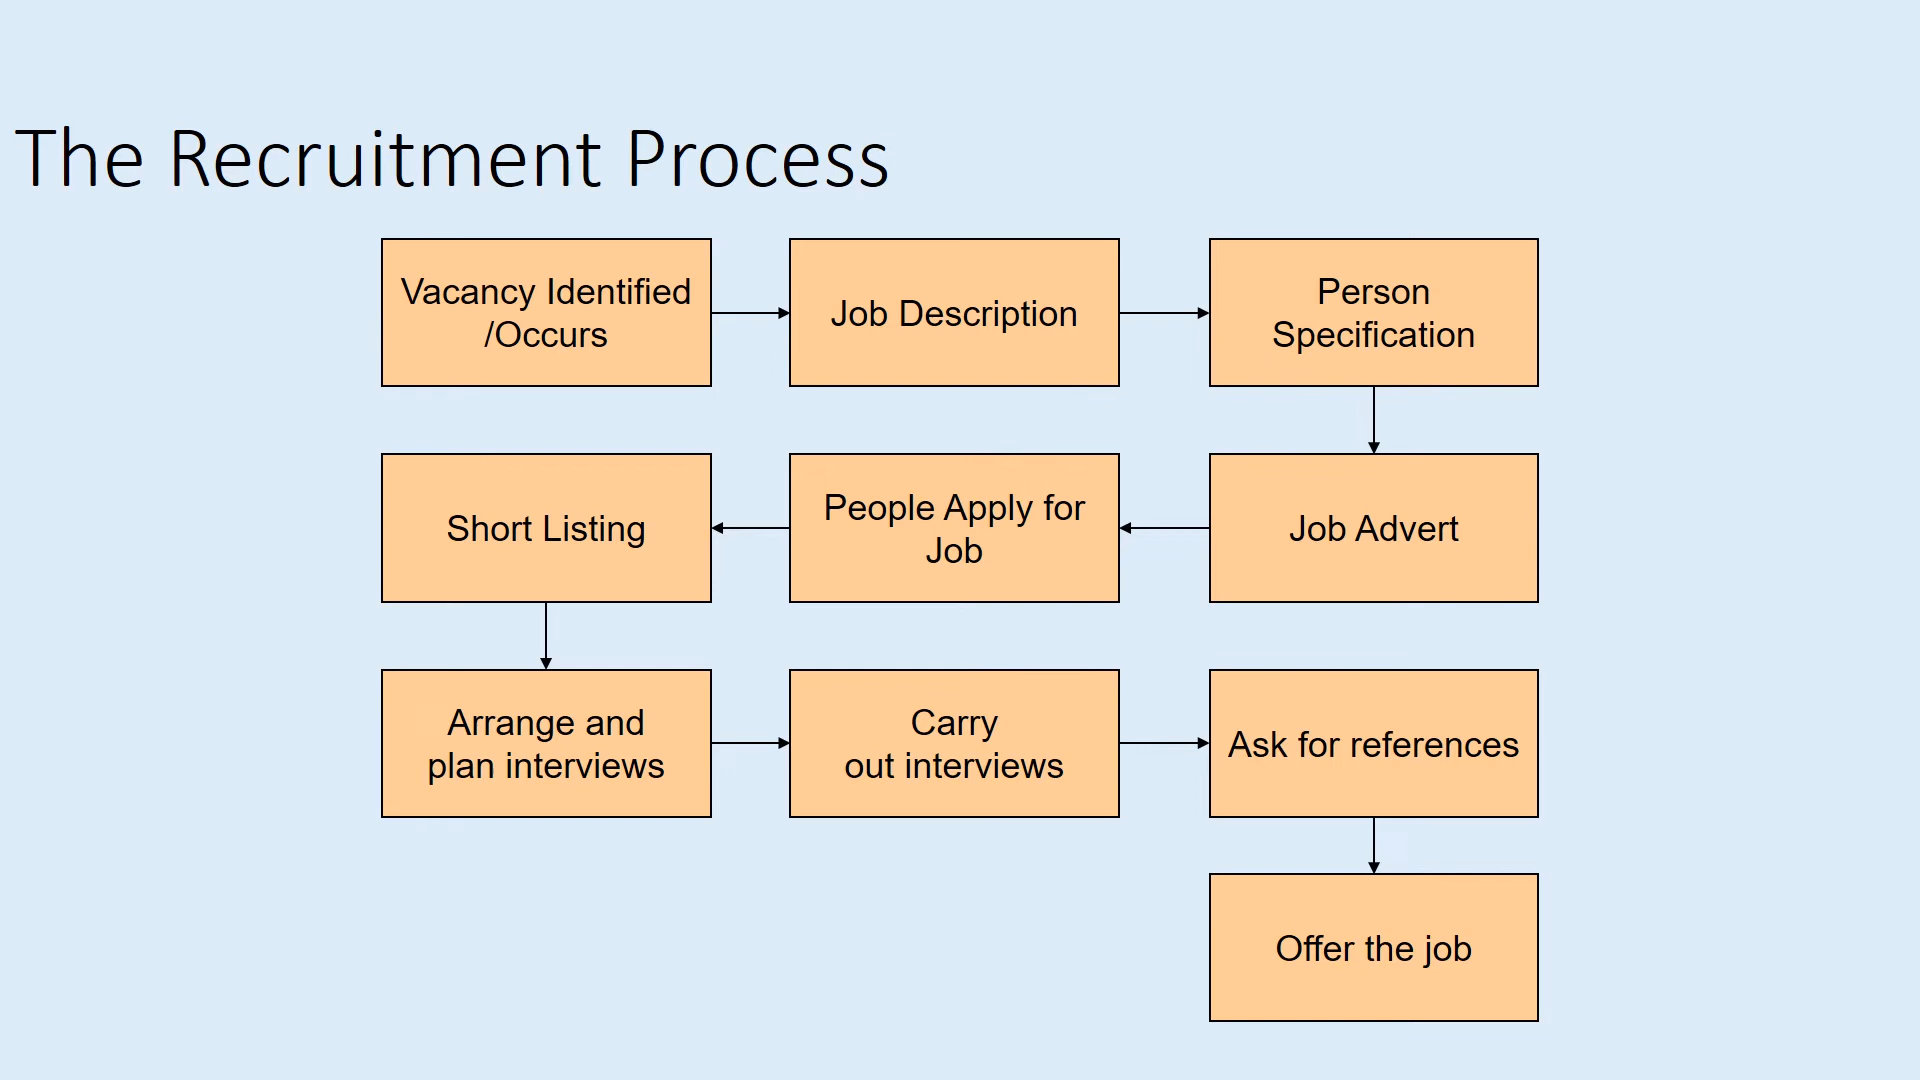 The Recruitment Process
Vacancy Identified
/Occurs
Job Description
Person
Specification
Job Advert
People Apply for
Job
Short Listing
Arrange and
plan interviews
Carry
out interviews
Ask for references
Offer the job